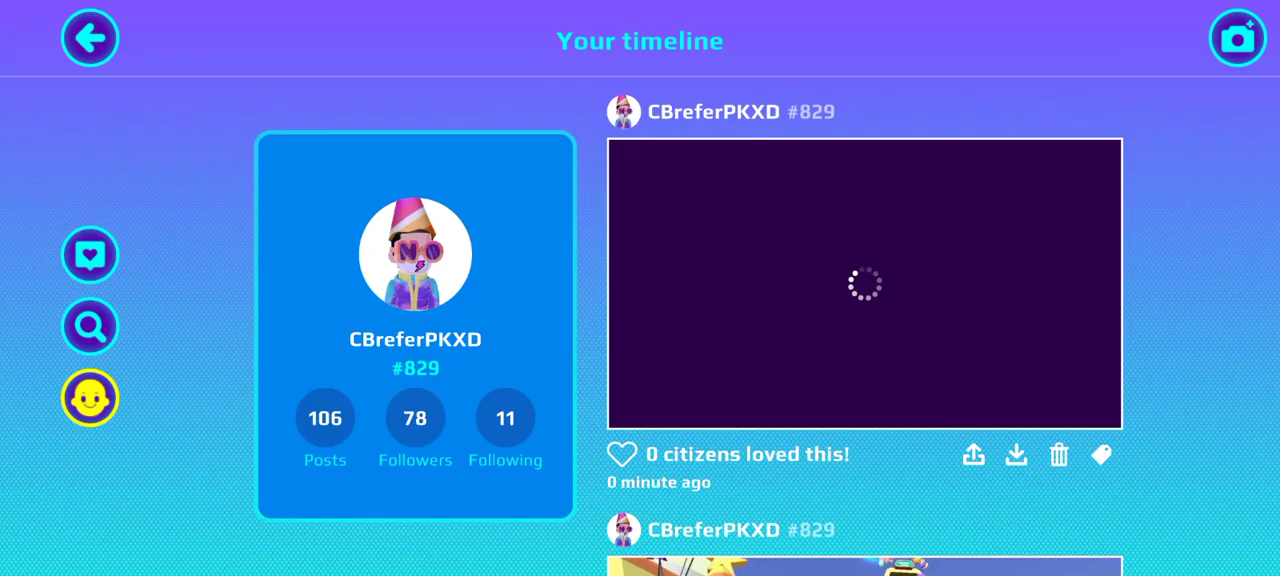 Your timeline
CBreferPKXD #829
NO
CBreferPKXD
#829
106
78
11
Posts
Followers
Following
0 citizens loved this!
0 minute ago
CBreferPKXD #829